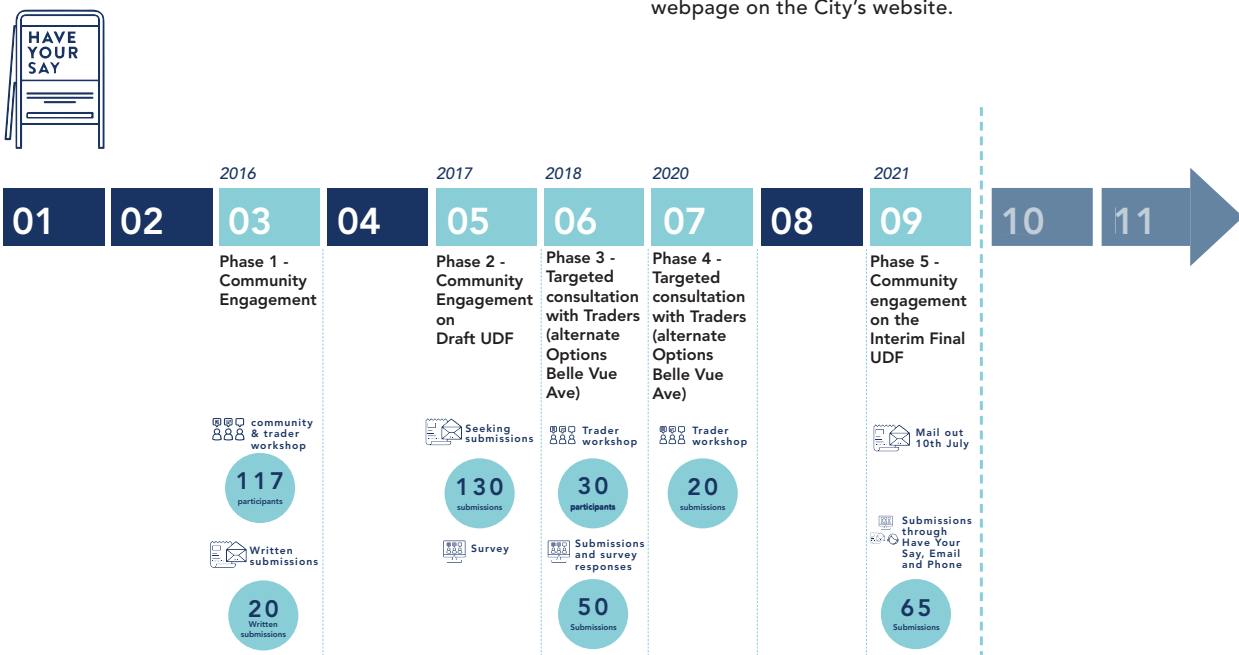 webpage on the City's website.
HAVE
YOUR
SAY
2016
2017
2018
2020
2021
01
02
03
04
05
06
07
08
09
10
11
Phase 1 -
Community
Engagement
community
& trader
workshop
117
participants
Written
submissions
20
Written
submissions
Phase 2 -
Community
Engagement
on
Draft UDF
Seeking
submissions
130
submissions
Survey
Phase 3 -
Targeted
consultation
with Traders
(alternate
Options
Belle Vue
Ave)
Trader
workshop
30
participants
Submissions
and survey
responses
50
Submissions
Phase 4 -
Targeted
consultation
with Traders
(alternate
Options
Belle Vue
Ave)
Trader
workshop
20
submissions
Phase 5 -
Community
engagement
on the
Interim Final
UDF
Mail out
10th July
Submissions
through
Have Your
Say, Email
and Phone
65
Submissions